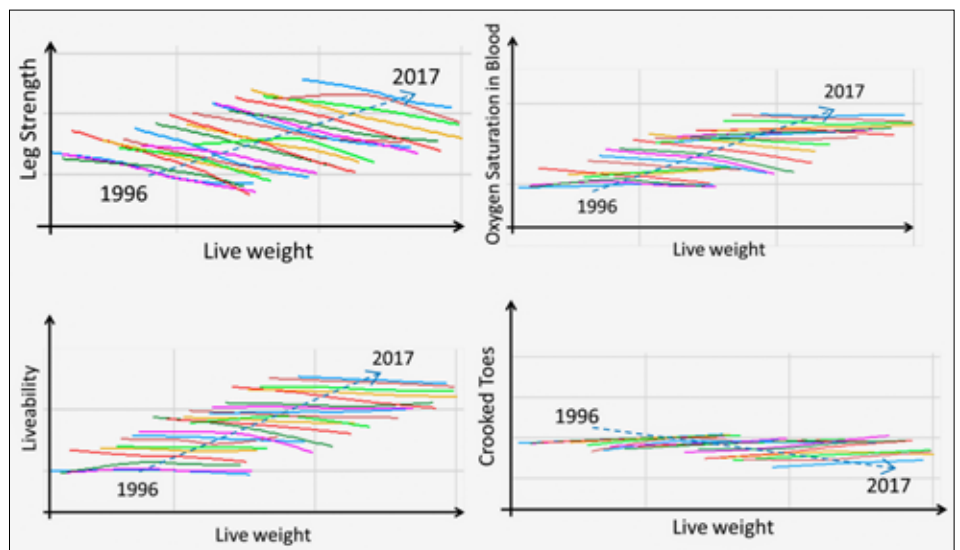 Leg Strength
2017
1996
Live weight
Oxygen Saturation in Blood
2017
1996
Live weight
Liveability
2017
1996
Live weight
Crooked Toes
1996
2017
Live weight